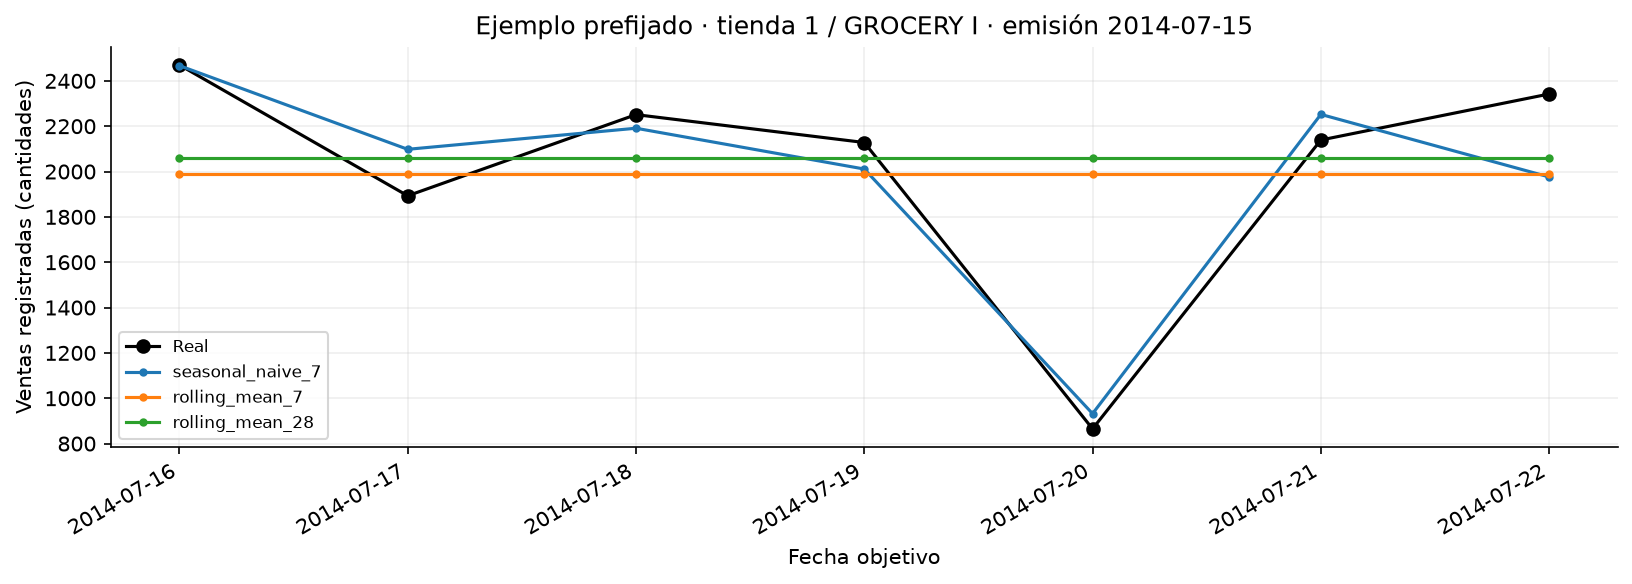 Ejemplo prefijado · tienda 1 / GROCERY I · emisión 2014-07-15
Ventas registradas (cantidades)
2400
2200
2000
1800
1600
1400
1200
1000
800
Real
seasonal_naive_7
rolling_mean_7
rolling_mean_28
2014-07-16
2014-07-17
2014-07-18
2014-07-19
2014-07-20
2014-07-21
2014-07-22
Fecha objetivo